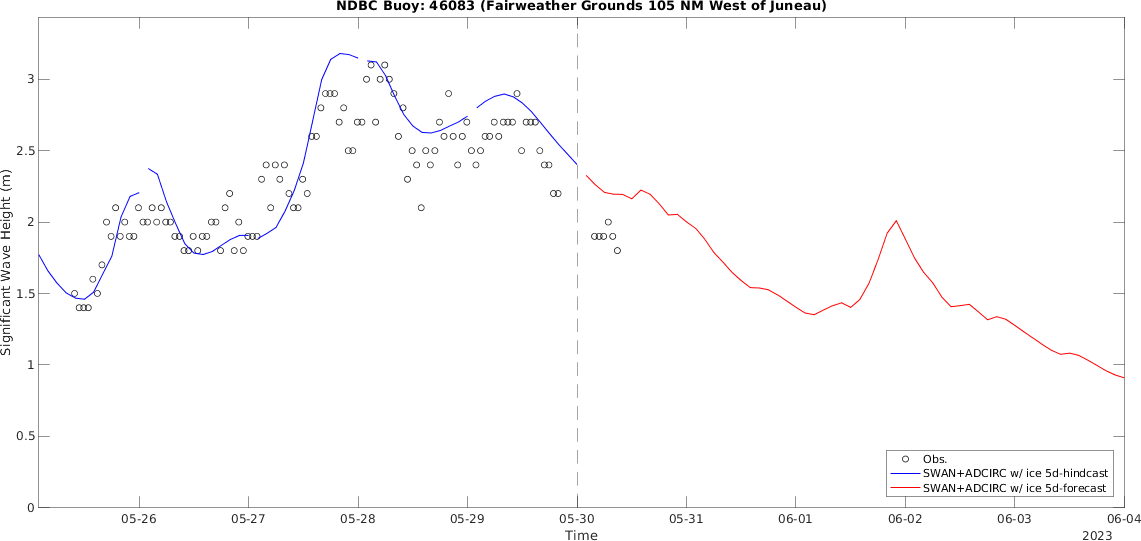 NDBC Buoy: 46083 (Fairweather Grounds 105 NM West of Juneau)
3
2.5
2
1.5
1
0.5
0
Significant Wave Height (m)
05-26 05-27 05-28 05-29 05-30 05-31 06-01 06-02 06-03 06-04
Time
2023
Obs.
SWAN+ADCIRC w/ ice 5d-hindcast
SWAN+ADCIRC w/ ice 5d-forecast